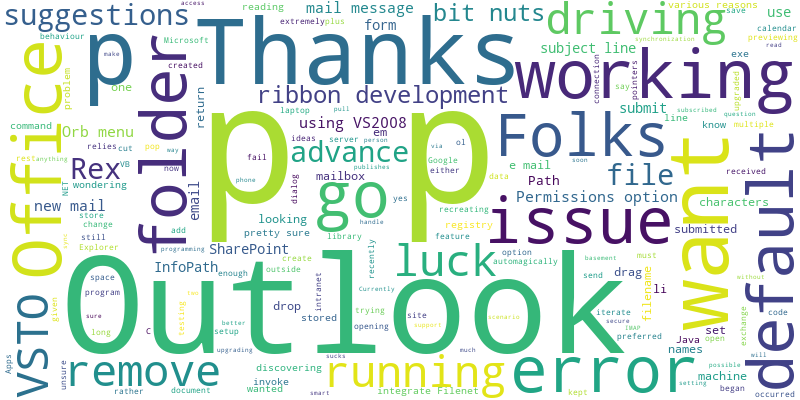 suggestions
behaviour
command
access
Microsoft
p
Thanks
reading
extremely
plus
mail message
form
bit nuts
driving
various reasons
save
use
calendar
previewing
read
Office
problem
one
created
return
folder
ribbon development
subject line
synchronization
working
exe
connection
pointers
say
upgraded
pop
Orb menu
relies
cut
VB
rest
anything
way
now
wondering
Rex
.NET
email
p
p
using VS2008
em
ideas
server
person
pull
laptop
make
advance
fail
publishes
phone
dialog
mailbox
yes
go
via
ol
Google
either
data
Folks
submit
line
know
multiple
question
subscribed
soon
e mail
Path
file
Permissions option
characters
received
default
want
issue
submitted
registry
feature
recreating
handle
library
new mail
store
change
add
programming
still
Explorer
looking
pretty sure
SharePoint
create
outside
InfoPath
enough
intranet
recently
Currently
automagically
luck
option
send
basement
drag
li
filename
must
without
exchange
Java
open
secure
CMAP
set
preferred
names
code
iterate
Outlook
VSTO
given
space
program
sure
long
C
testing
better
setup
upgrading
drop
stored
site
trying
opening
support
scenario
sucks
much
discovering
remove
running
error
machine
possible
will
began
occurred
setting
Apps
unsure
rather
document
invoke
wanted
smart
integrate Filenet
kept